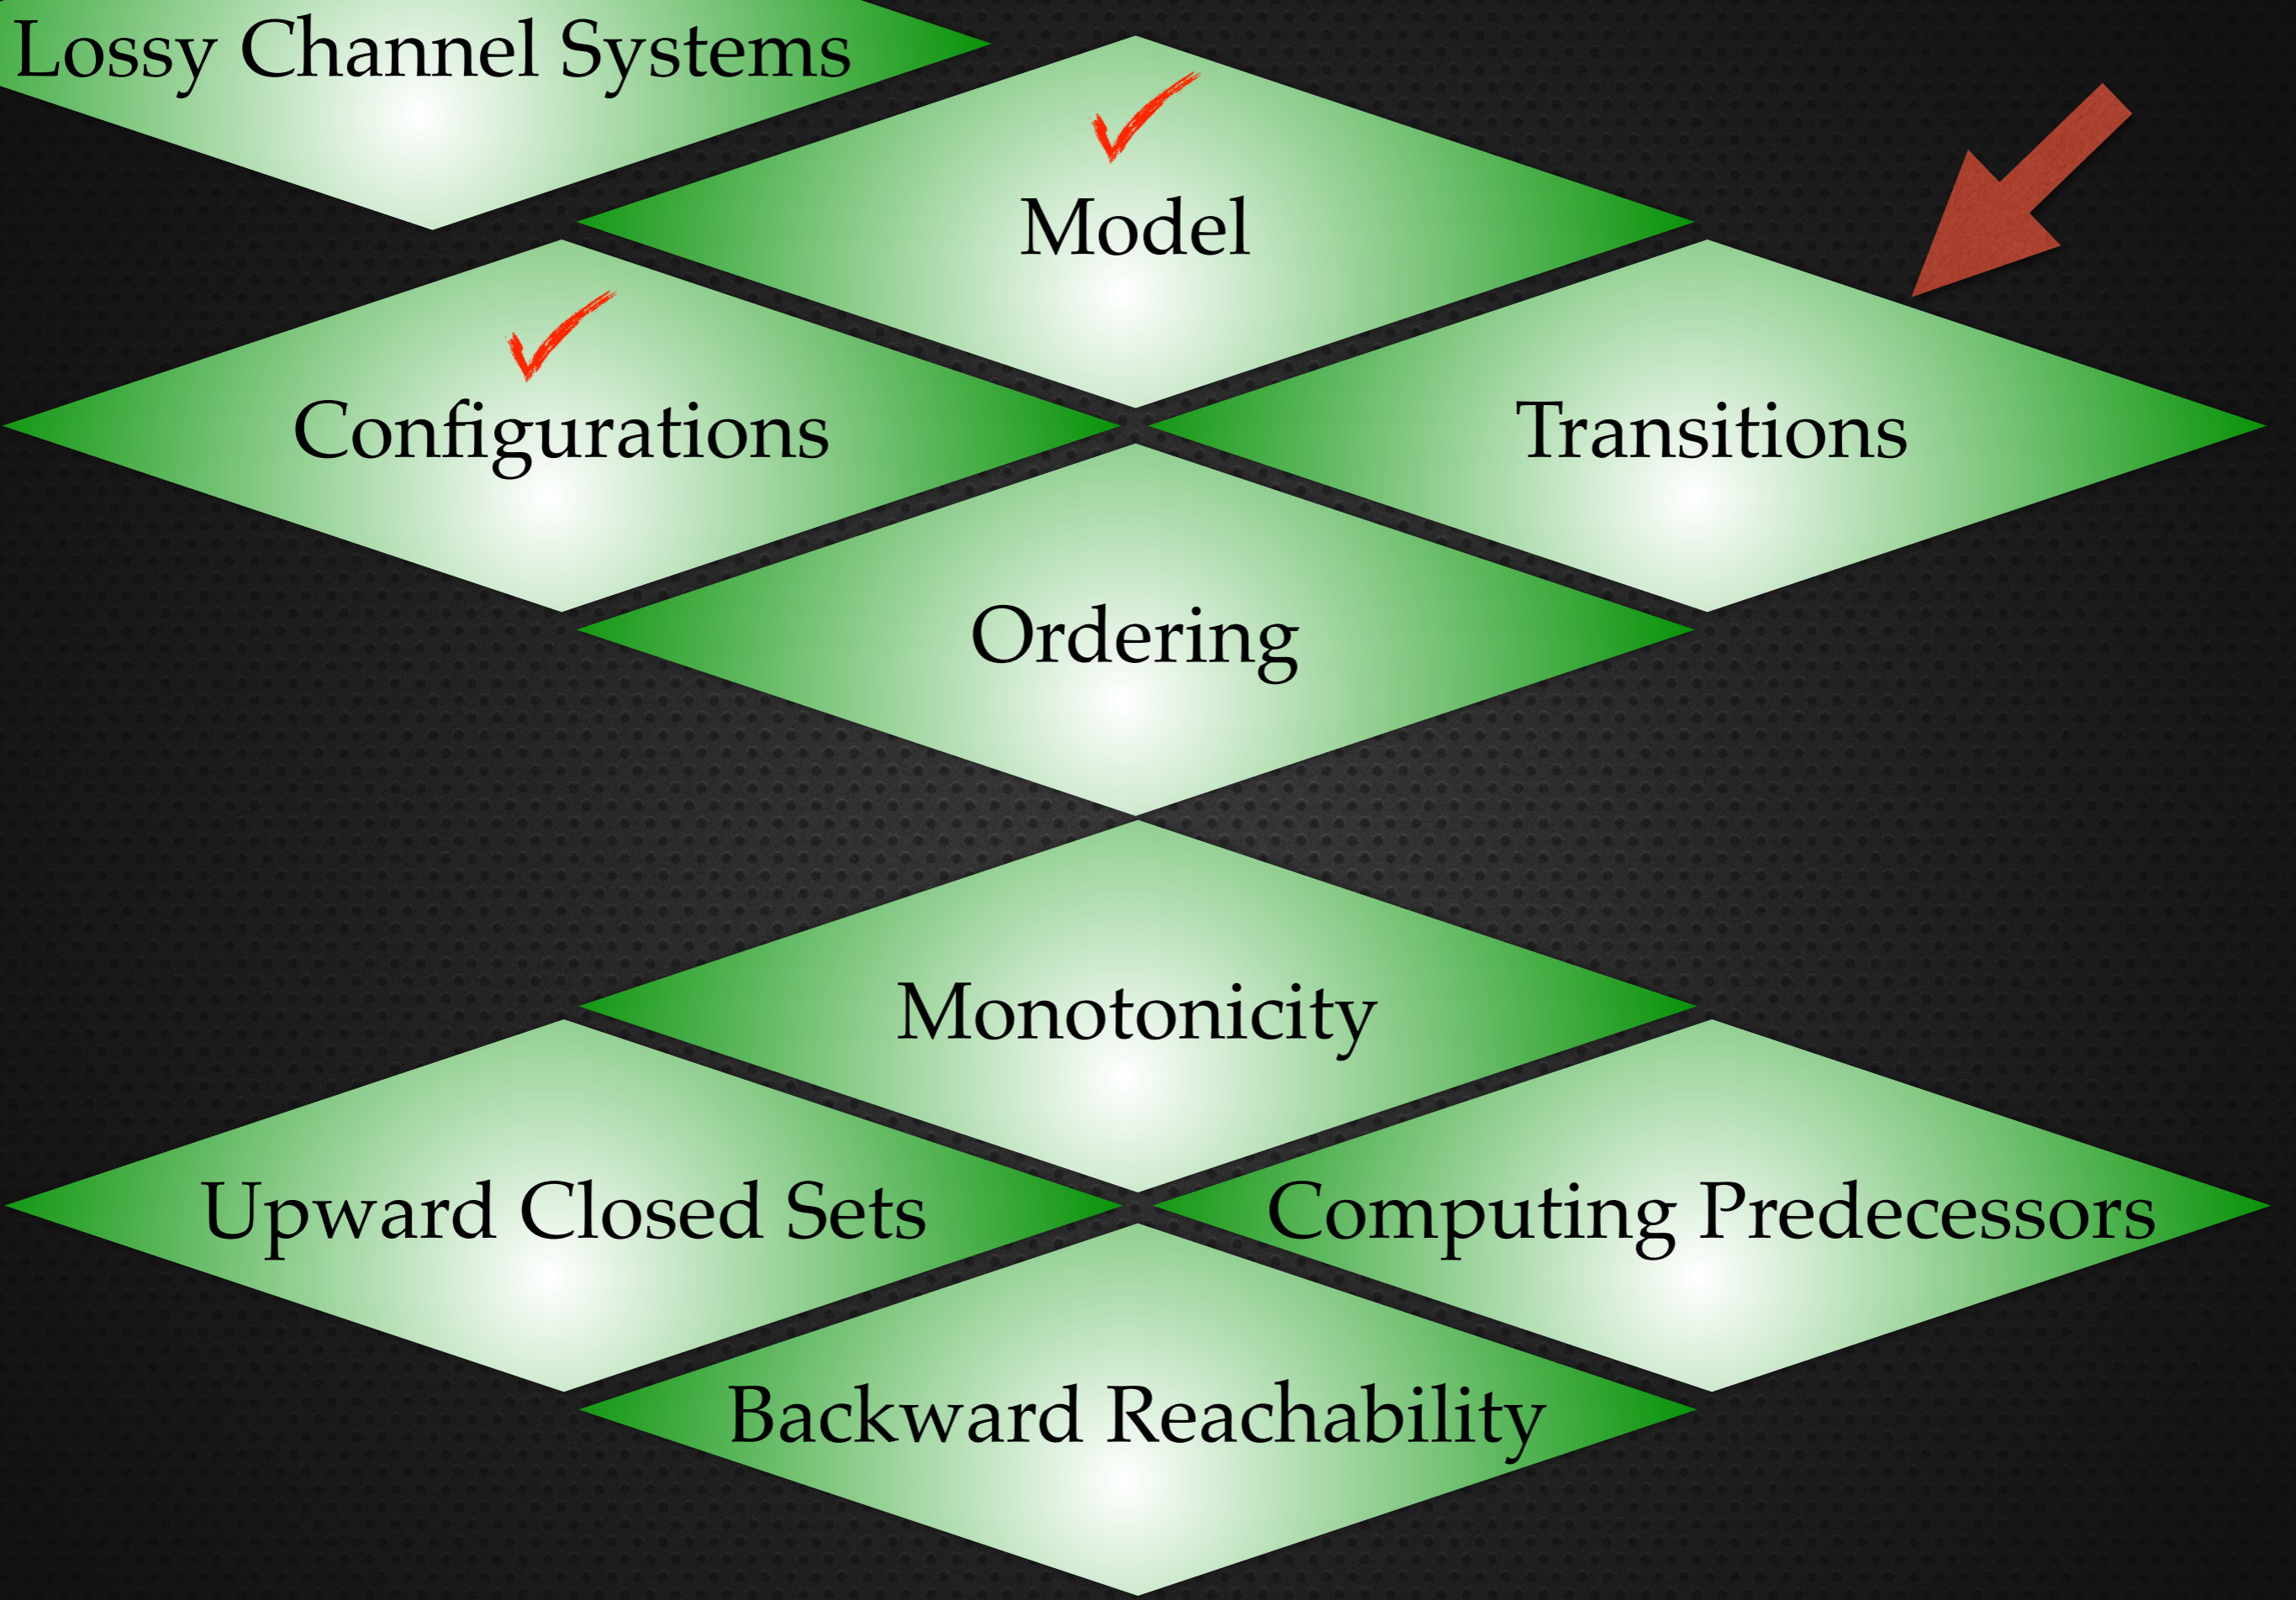 Lossy Channel Systems
Model
Configurations
Transitions
Ordering
Monotonicity
Upward Closed Sets
Computing Predecessors
Backward Reachability